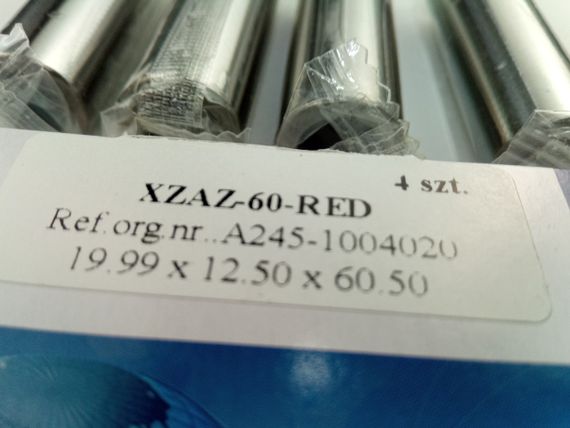 4 szt.
XZAZ-60-RED
Ref.org.nr..A245-1004020
19.99 x 12.50 x 60.50